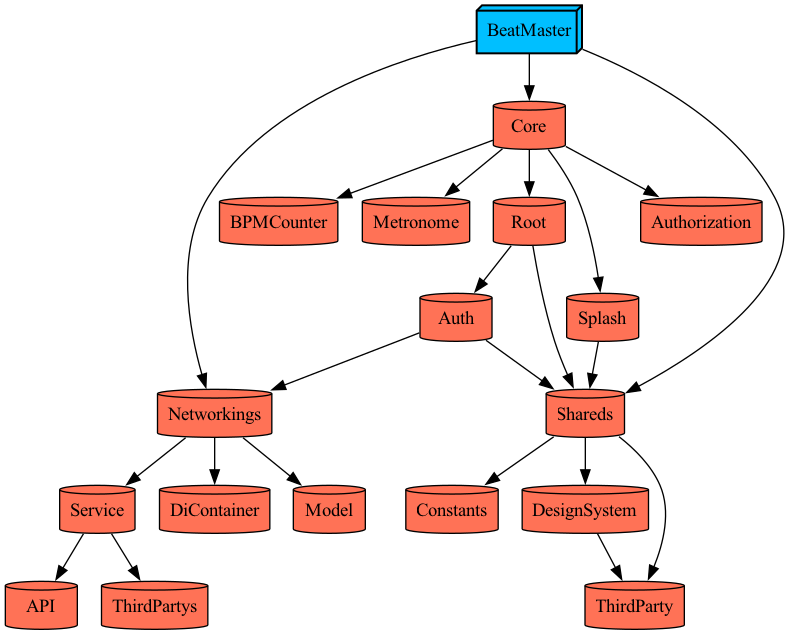 BeatMaster
Core
BPMCounter
Metronome
Root
Authorization
Auth
Splash
Networkings
Shareds
Service
DiContainer
Model
Constants
DesignSystem
API
ThirdPartys
ThirdParty